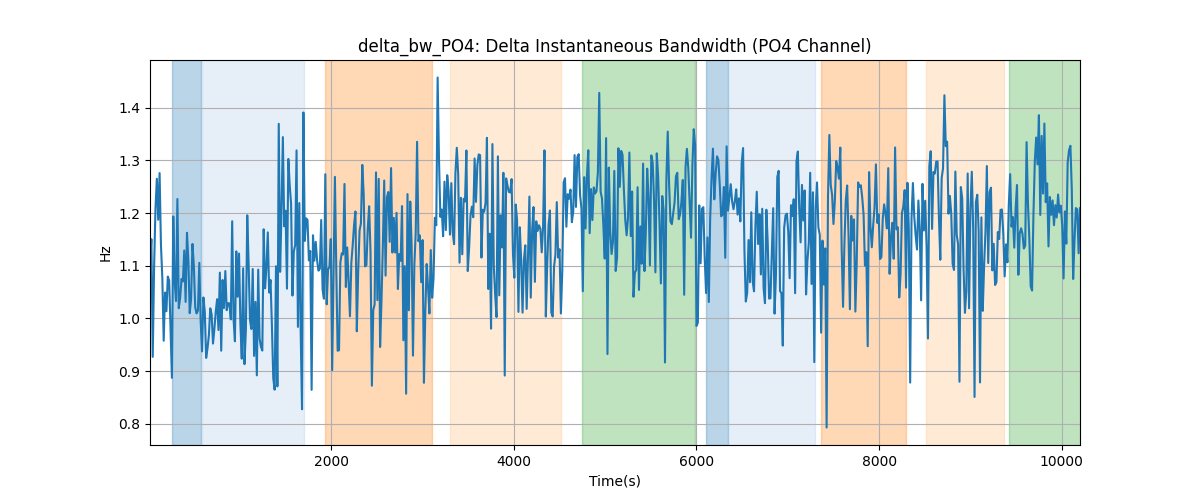 delta_bw_PO4: Delta Instantaneous Bandwidth (PO4 Channel)
Hz
1.4
1.3
1.2
1.1
1.0
0.9
0.8
2000 4000 6000 8000 10000
Time(s)